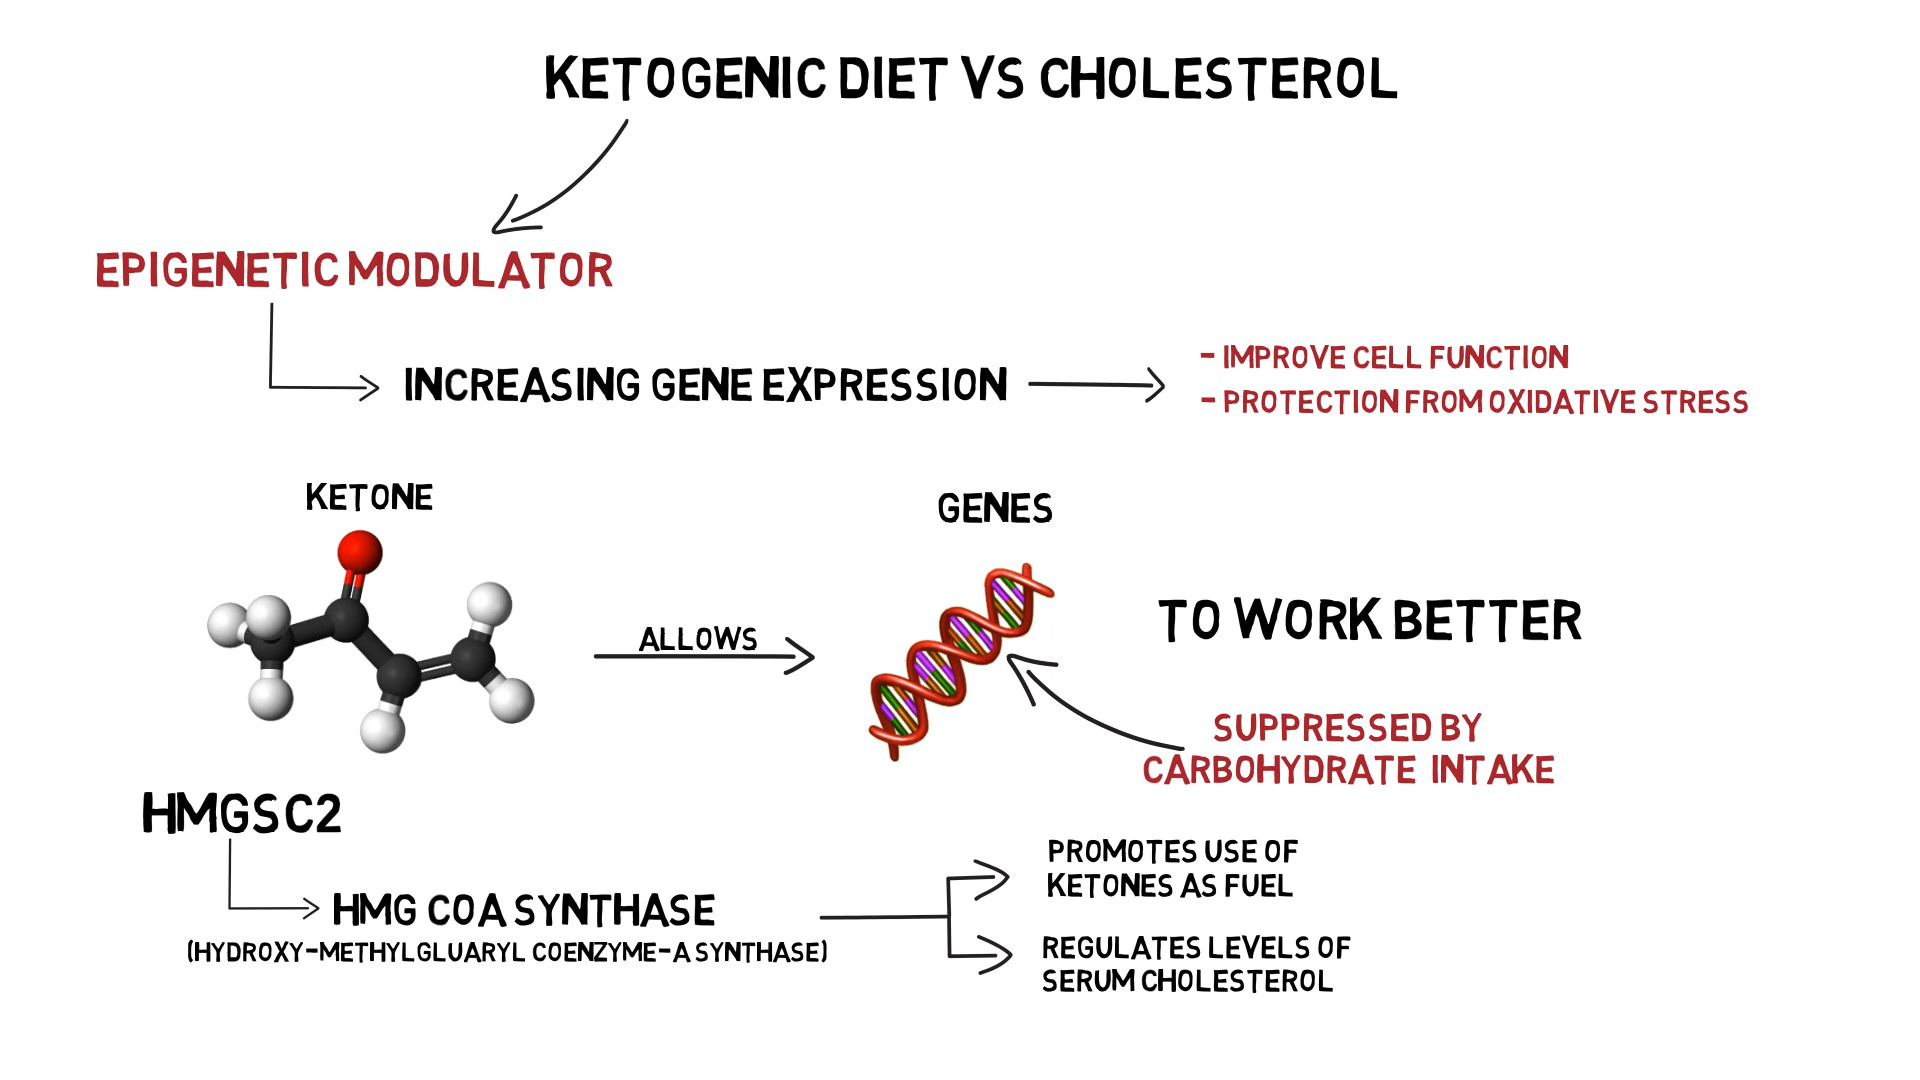 KETOGENIC DIET VS CHOLESTEROL
EPIGENETIC MODULATOR
INCREASING GENE EXPRESSION
- IMPROVE CELL FUNCTION
- PROTECTION FROM OXIDATIVE STRESS
KETONE
ALLOWS
GENES
TO WORK BETTER
SUPPRESSED BY
CARBOHYDRATE INTAKE
HMGSC2
HMG COA SYNTHASE
(HYDROXY-METHYLGLUARYL COENZYME-A SYNTHASE)
PROMOTES USE OF
KETONES AS FUEL
REGULATES LEVELS OF
SERUM CHOLESTEROL